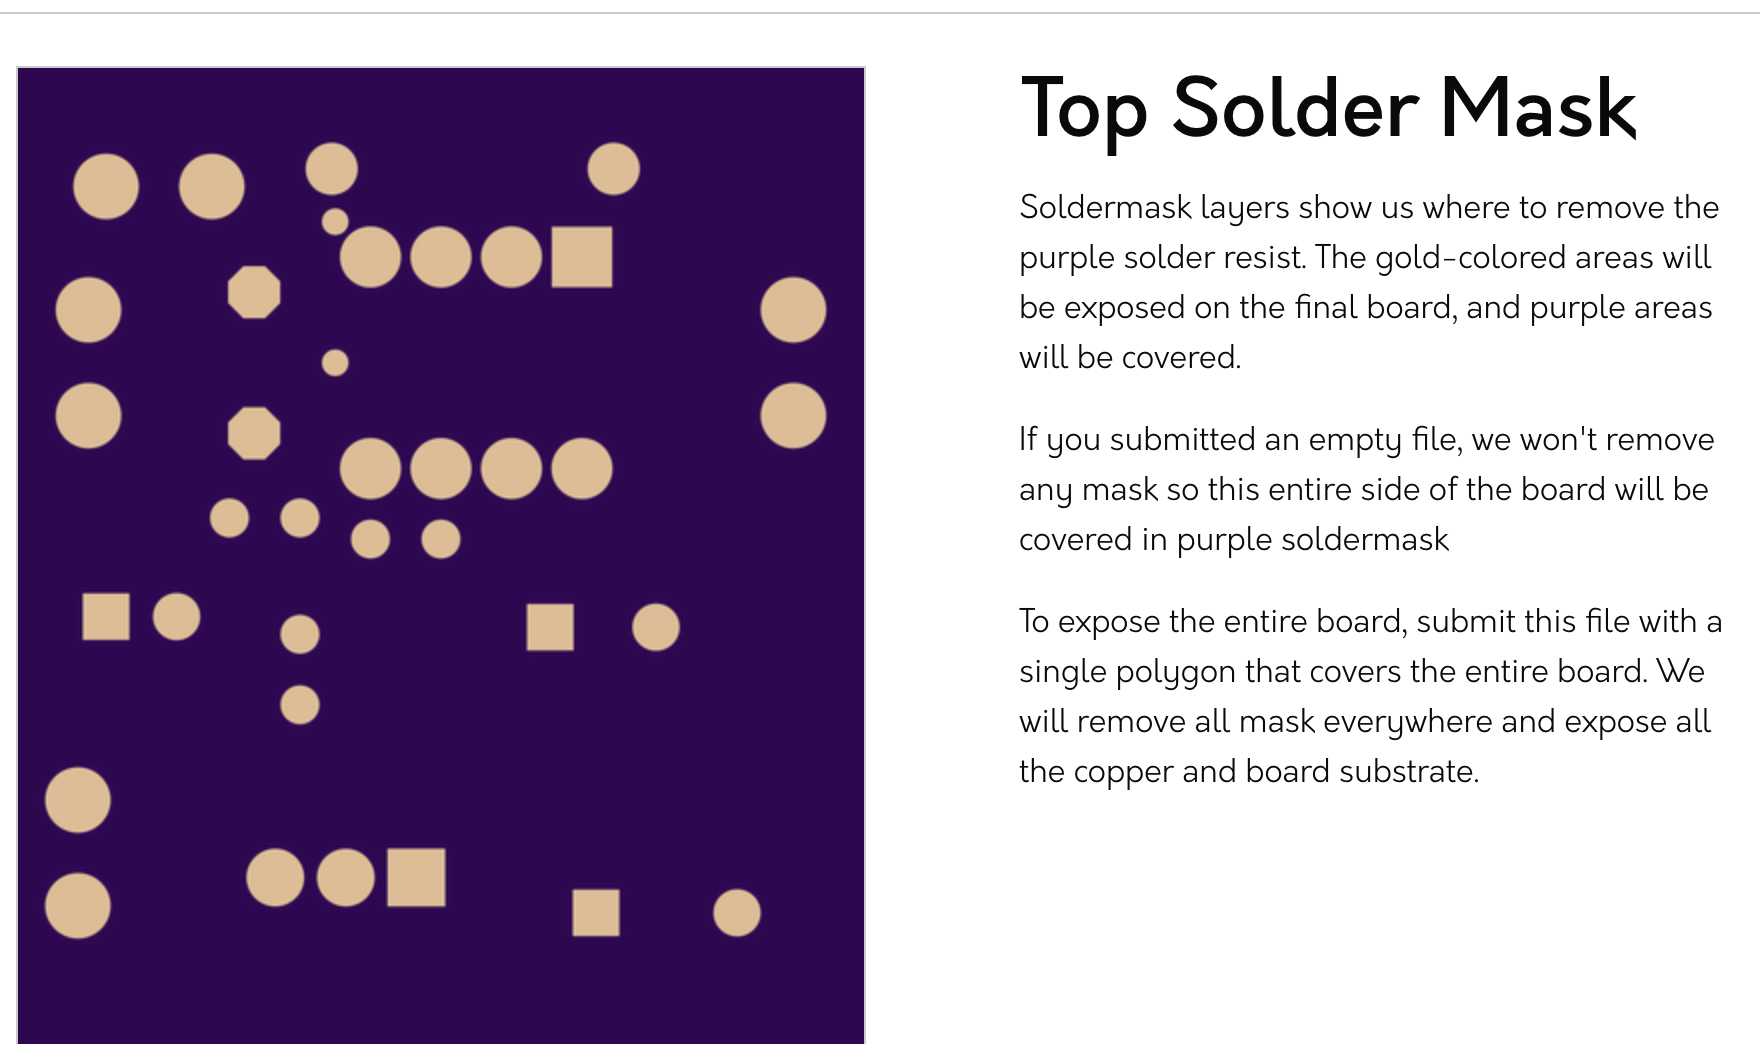 Top Solder Mask
Soldermask layers show us where to remove the
purple solder resist. The gold-colored areas will
be exposed on the final board, and purple areas
will be covered.
If you submitted an empty file, we won't remove
any mask so this entire side of the board will be
covered in purple soldermask
To expose the entire board, submit this file with a
single polygon that covers the entire board. We
will remove all mask everywhere and expose all
the copper and board substrate.